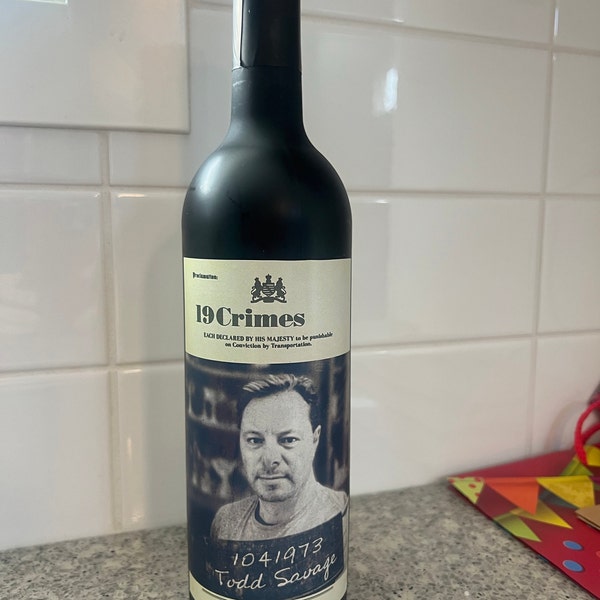 19 Crimes
EACH DECLARED BY HIS MAJESTY to be punishable
on Conviction by Transportation.
1041973
Todd Savage